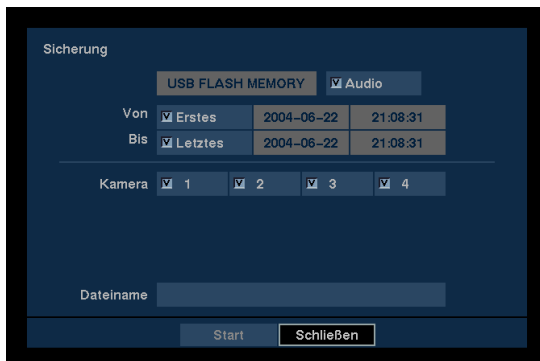 Sicherung
USB FLASH MEMORY Audio
Von Erstes 2004-06-22 21:08:31
Bis Letztes 2004-06-22 21:08:31
Kamera 1 2 3 4
Dateiname
Start Schließen